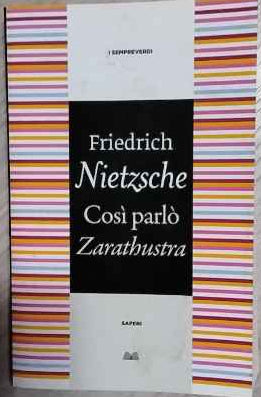 I SEMPREVERDI
Friedrich
Nietzsche
Così parlò
Zarathustra
SAPERI